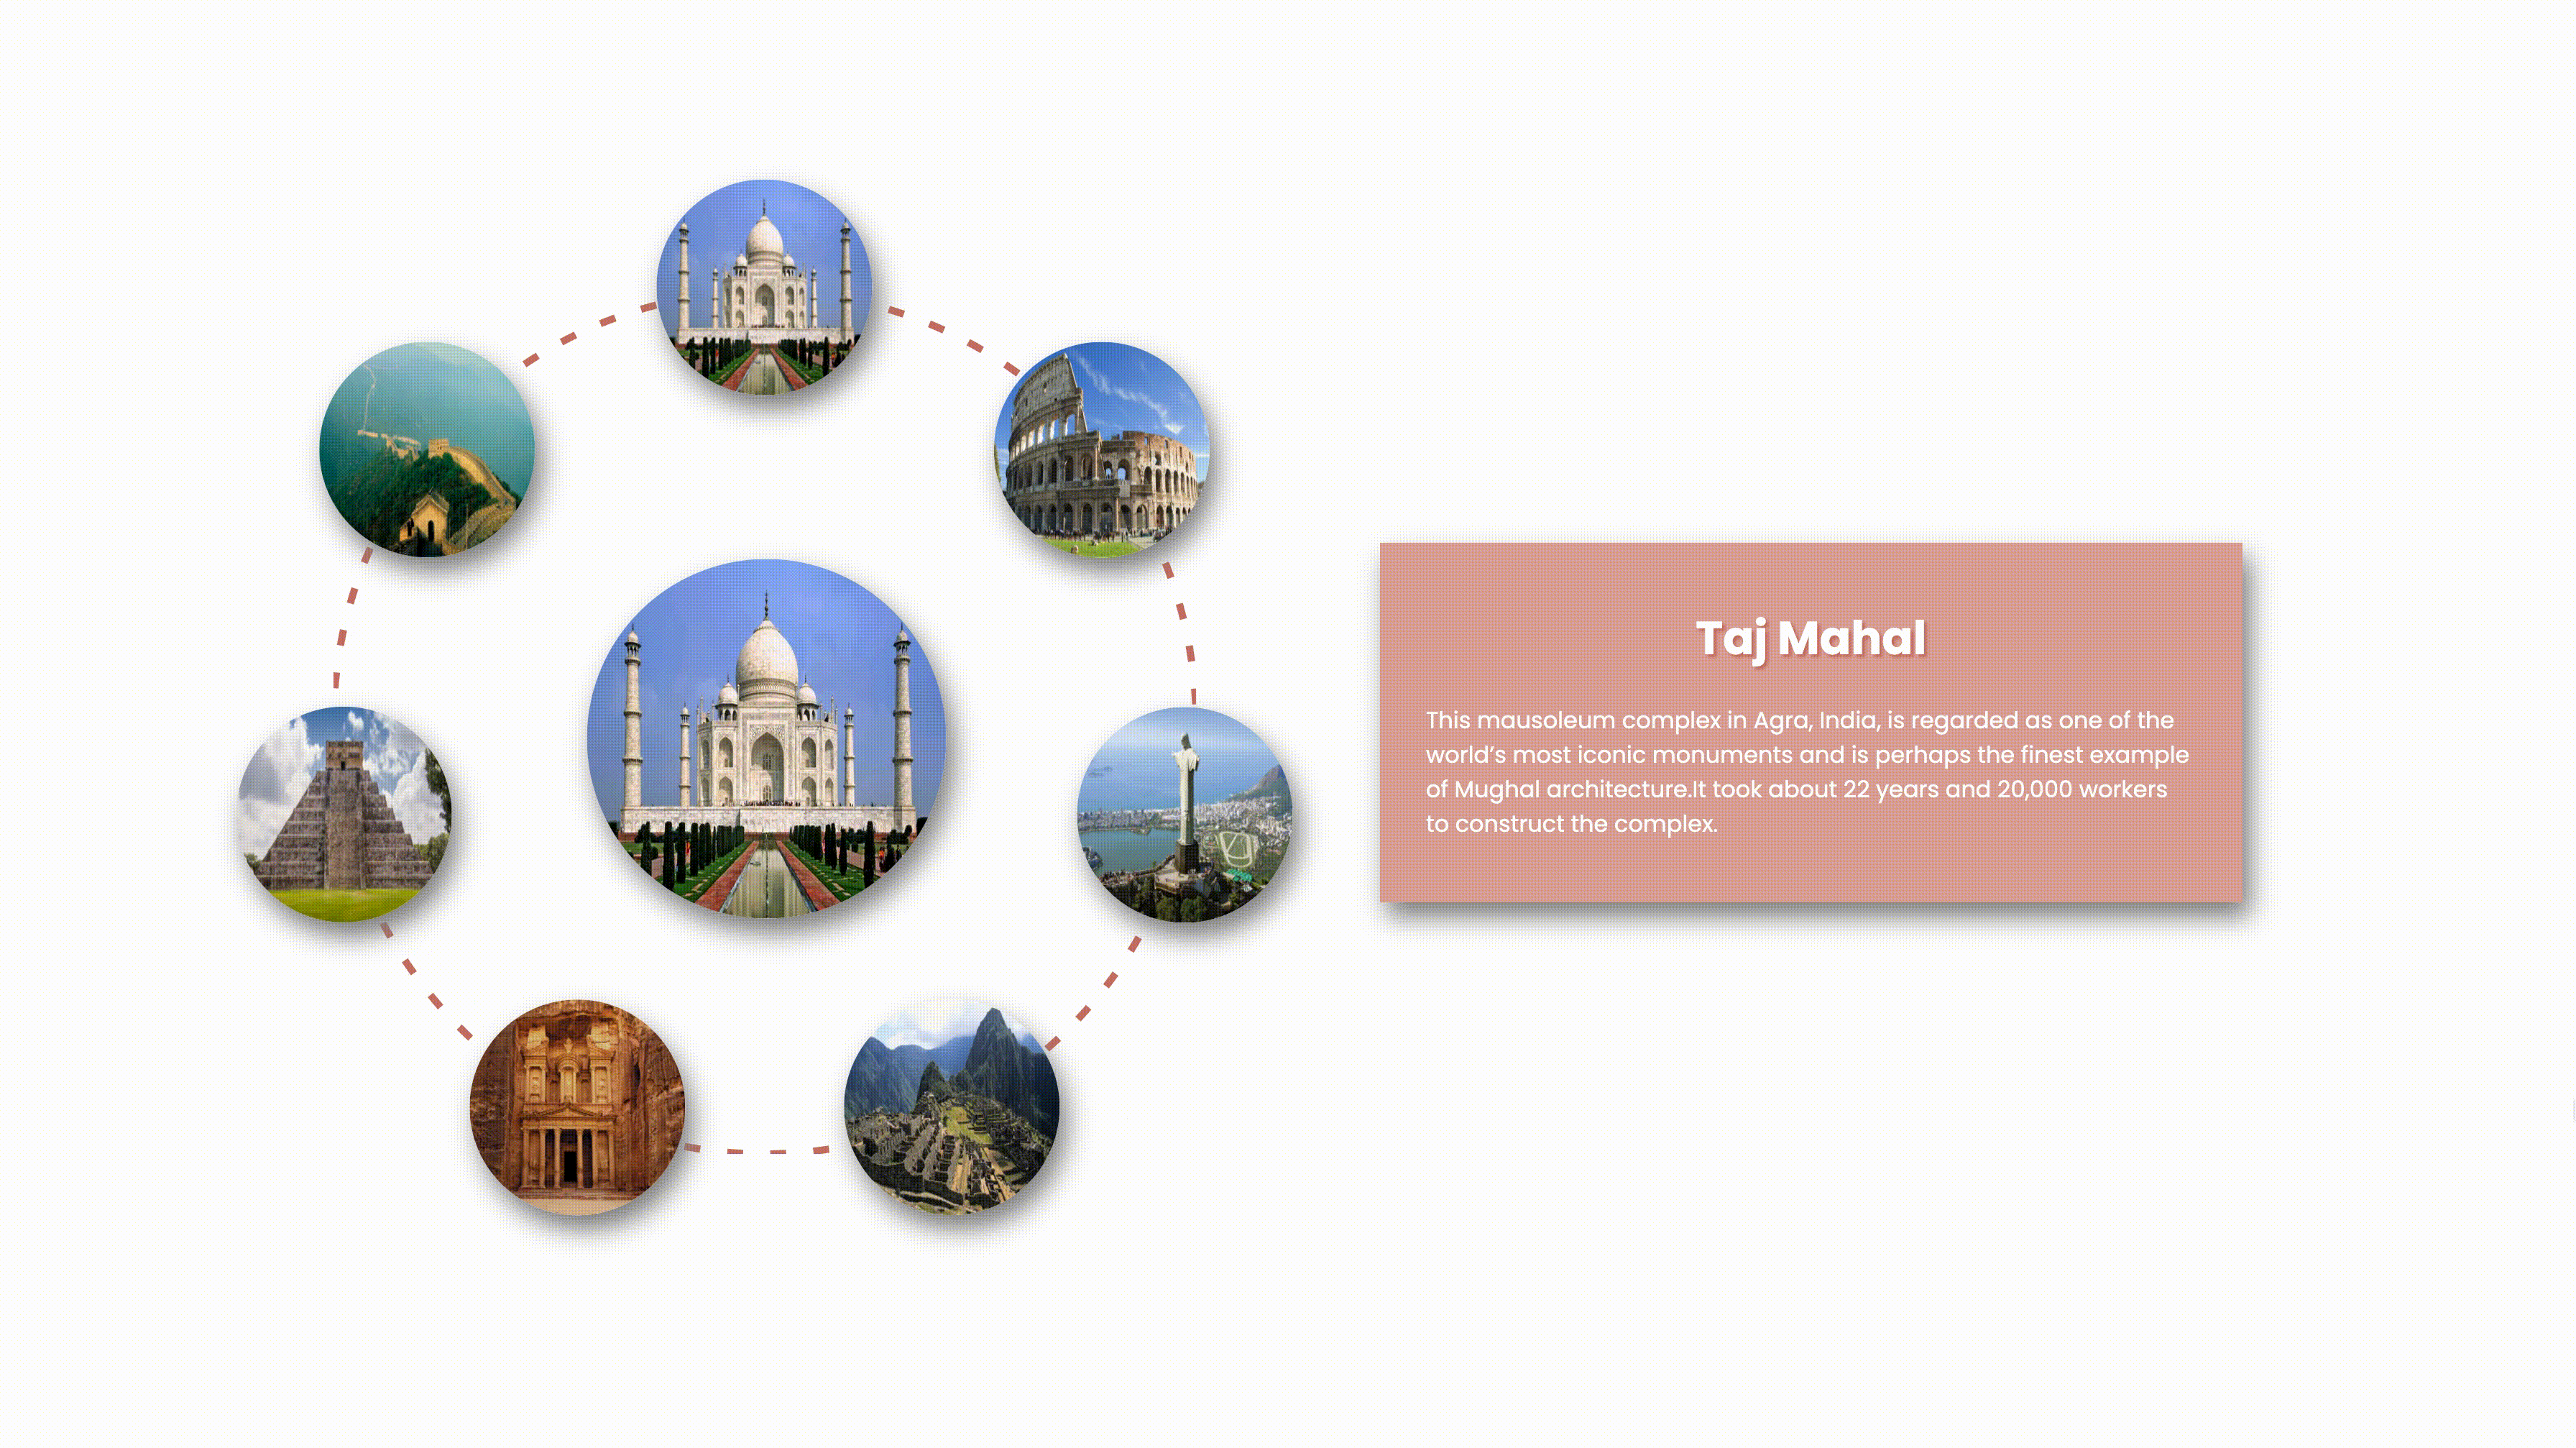 Taj Mahal
This mausoleum complex in Agra, India, is regarded as one of the
world’s most iconic monuments and is perhaps the finest example
of Mughal architecture.It took about 22 years and 20,000 workers
to construct the complex.